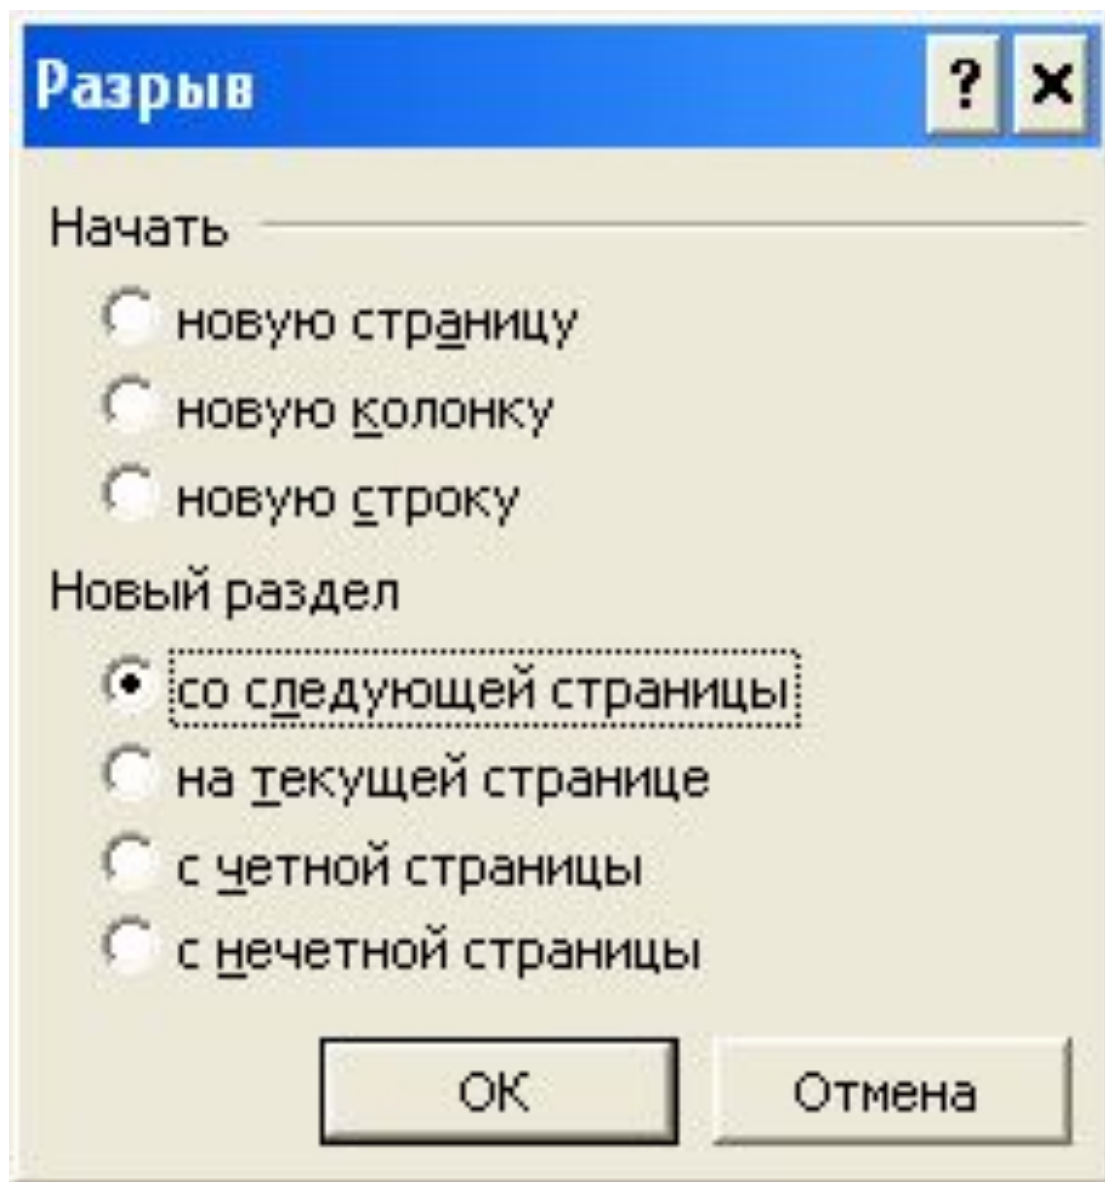 Разрыв ? ×
Начать
новую страницу
новую колонку
новую строку
Новый раздел
со следующей страницы
на текущей странице
с четной страницы
с нечетной страницы
ОК Отмена